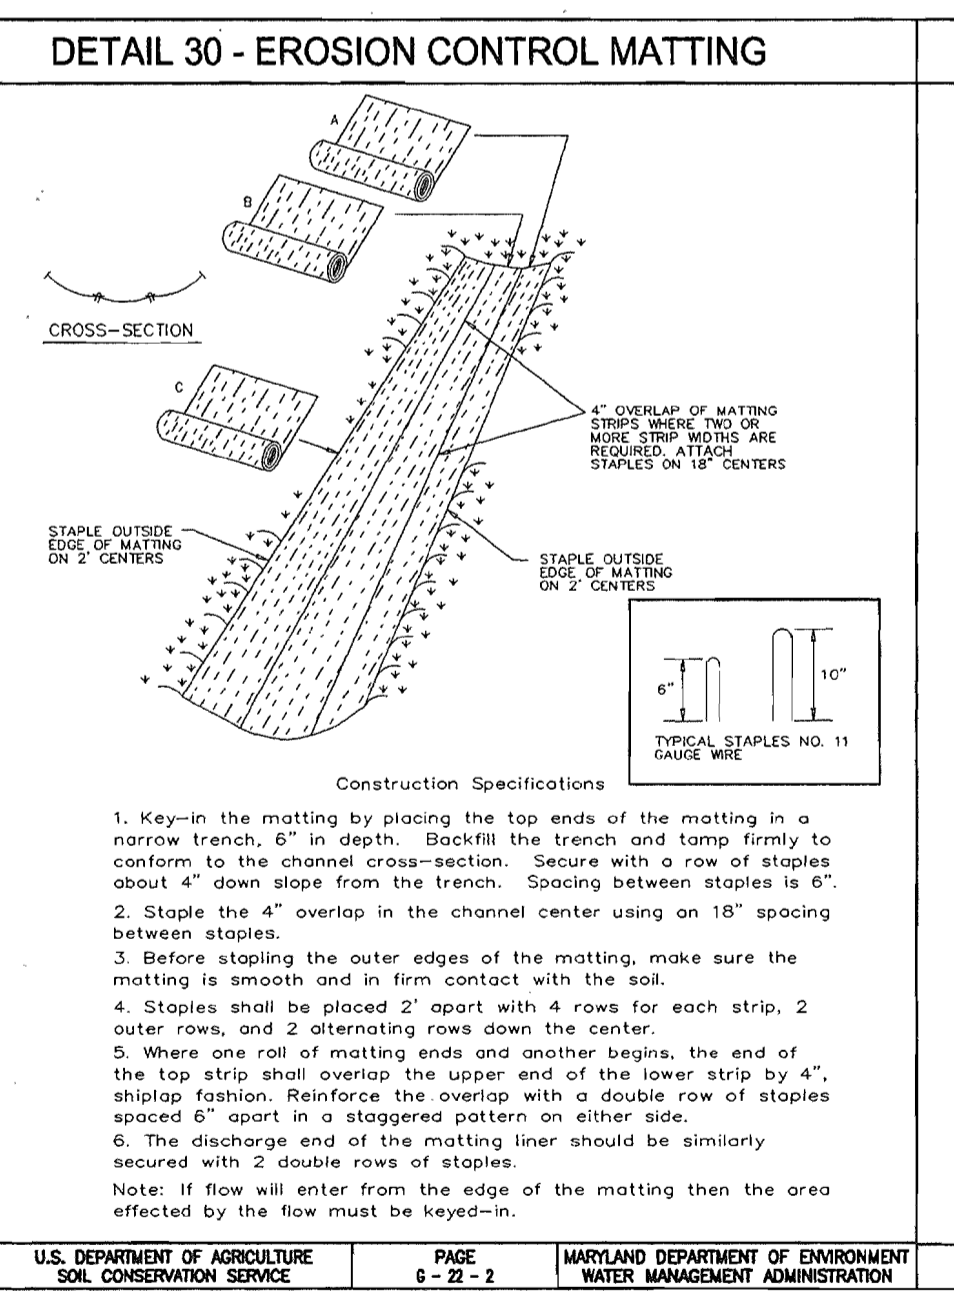 DETAIL 30 - EROSION CONTROL MATTING
A
B
CROSS-SECTION
C
4" OVERLAP OF MATTING
STRIPS WHERE TWO OR
MORE STRIP WIDTHS ARE
REQUIRED. ATTACH
STAPLES ON 18" CENTERS
STAPLE OUTSIDE
EDGE OF MATTING
ON 2' CENTERS
STAPLE OUTSIDE
EDGE OF MATTING
ON 2' CENTERS
6"
10"
TYPICAL STAPLES NO. 11
GAUGE WIRE
Construction Specifications
1. Key-in the matting by placing the top ends of the matting in a
narrow trench, 6" in depth. Backfill the trench and tamp firmly to
conform to the channel cross-section. Secure with a row of staples
about 4" down slope from the trench. Spacing between staples is 6".
2. Staple the 4" overlap in the channel center using an 18" spacing
between staples.
3. Before stapling the outer edges of the matting, make sure the
matting is smooth and in firm contact with the soil.
4. Staples shall be placed 2' apart with 4 rows for each strip, 2
outer rows, and 2 alternating rows down the center.
5. Where one roll of matting ends and another begins, the end of
the top strip shall overlap the upper end of the lower strip by 4",
shiplap fashion. Reinforce the overlap with a double row of staples
spaced 6" apart in a staggered pattern on either side.
6. The discharge end of the matting liner should be similarly
secured with 2 double rows of staples.
Note: If flow will enter from the edge of the matting then the area
effected by the flow must be keyed-in.
U.S. DEPARTMENT OF AGRICULTURE
SOIL CONSERVATION SERVICE
PAGE
G - 22 - 2
MARYLAND DEPARTMENT OF ENVIRONMENT
WATER MANAGEMENT ADMINISTRATION